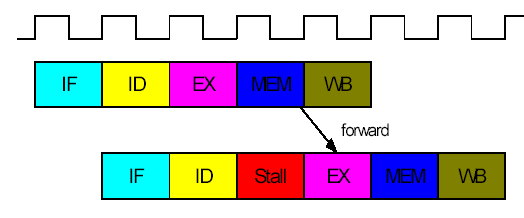 IF ID EX MEM WB
forward
IF ID Stall EX MEM WB